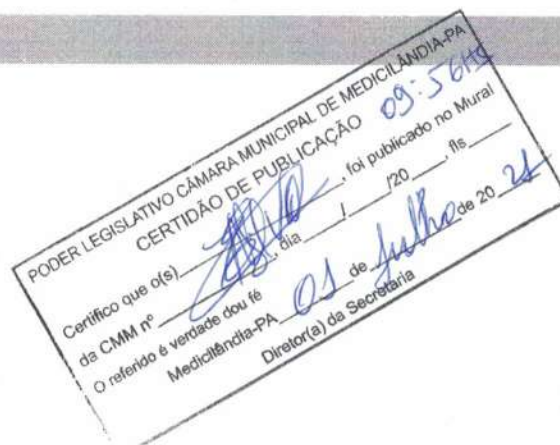 PODER LEGISLATIVO CÂMARA MUNICIPAL DE MEDICILÂNDIA-PA
CERTIDÃO DE PUBLICAÇÃO 09:56HS
Certifico que o(s) , foi publicado no Mural
da CMM nº , dia / /20 , fls
O referido é verdade dou fé
Medicilândia-PA 01 de Julho de 20 21
Diretor(a) da Secretaria